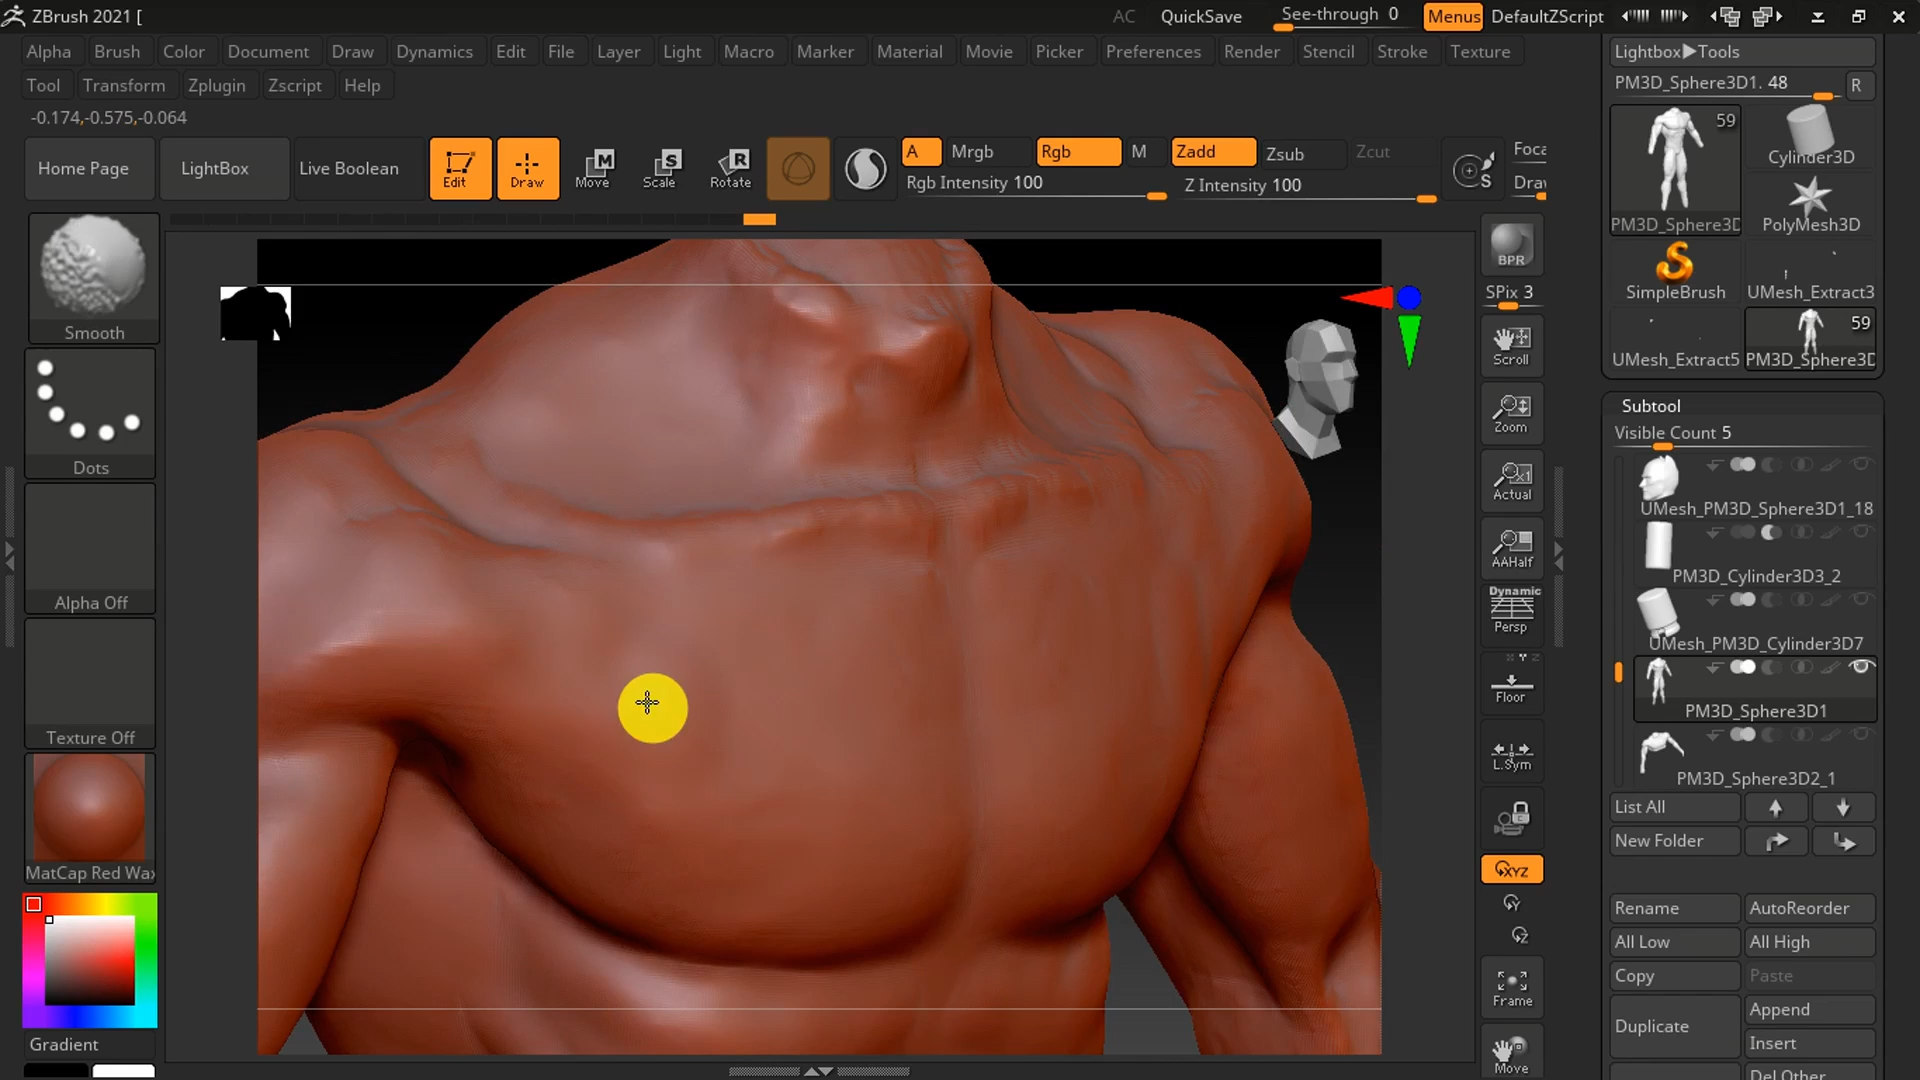 ZBrush 2021 [
AC
QuickSave
See-through 0
Menus
DefaultZScript
Alpha Brush Color Document Draw Dynamics Edit File Layer Light Macro Marker Material Movie Picker Preferences Render Stencil Stroke Texture
Tool Transform Zplugin Zscript Help
-0.174,-0.575,-0.064
Home Page
LightBox
Live Boolean
Edit
Draw
Move
Scale
Rotate
A Mrgb Rgb M
Rgb Intensity 100
Zadd Zsub Zcut
Z Intensity 100
Foca
Drav
Smooth
Dots
Alpha Off
Texture Off
MatCap Red Wax
Gradient
BPR
SPix 3
Scroll
Zoom
Actual
AAHalf
Dynamic
Persp
Floor
L.Sym
XYZ
Y
Z
Frame
Move
Lightbox▶Tools
PM3D_Sphere3D1. 48
R
59
PM3D_Sphere3D
Cylinder3D
PolyMesh3D
SimpleBrush
UMesh_Extract3
UMesh_Extract5
59
PM3D_Sphere3D
Subtool
Visible Count 5
UMesh_PM3D_Sphere3D1_18
PM3D_Cylinder3D3_2
UMesh_PM3D_Cylinder3D7
PM3D_Sphere3D1
PM3D_Sphere3D2_1
List All
New Folder
Rename AutoReorder
All Low All High
Copy Paste
Duplicate
Append
Insert
Del Other